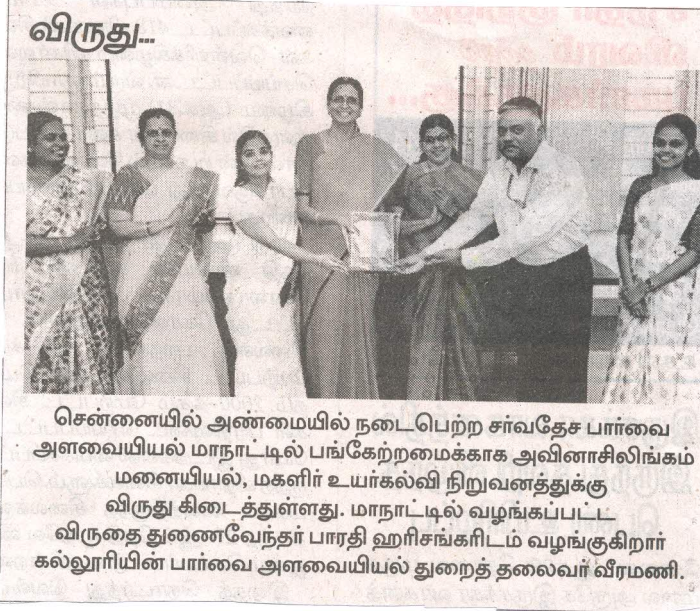 விருது...
சென்னையில் அண்மையில் நடைபெற்ற சர்வதேச பார்வை
அளவையியல் மாநாட்டில் பங்கேற்றமைக்காக அவினாசிலிங்கம்
மனையியல், மகளிர் உயர்கல்வி நிறுவனத்துக்கு
விருது கிடைத்துள்ளது. மாநாட்டில் வழங்கப்பட்ட
விருதை துணைவேந்தர் பாரதி ஹரிசங்கரிடம் வழங்குகிறார்
கல்லூரியின் பார்வை அளவையியல் துறைத் தலைவர் வீரமணி.